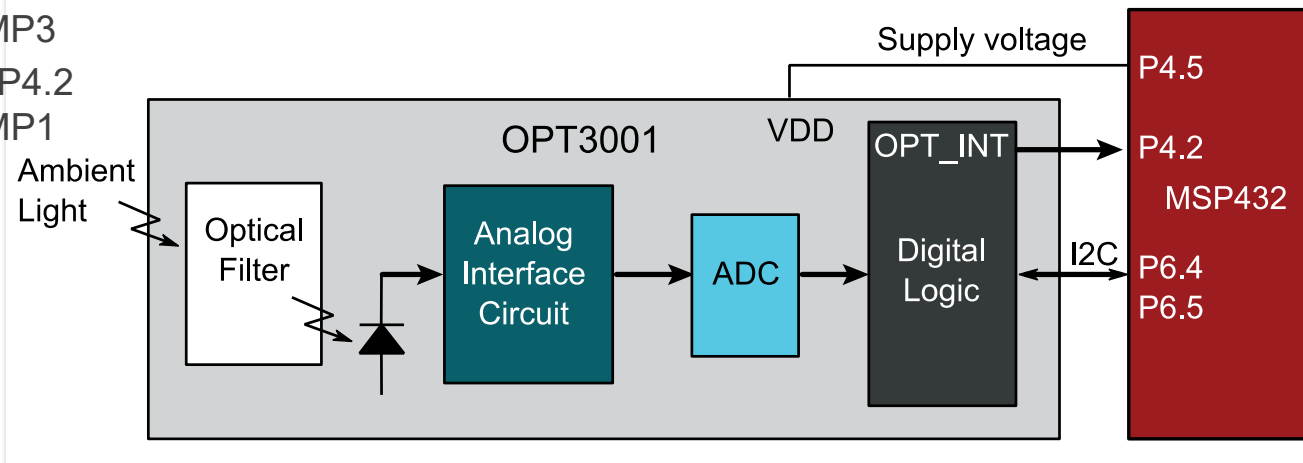 MP3
P4.2
MP1
Ambient
Light
Optical
Filter
OPT3001
Analog
Interface
Circuit
ADC
VDD
Supply voltage
OPT_INT
Digital
Logic
I2C
P4.5
P4.2
MSP432
P6.4
P6.5